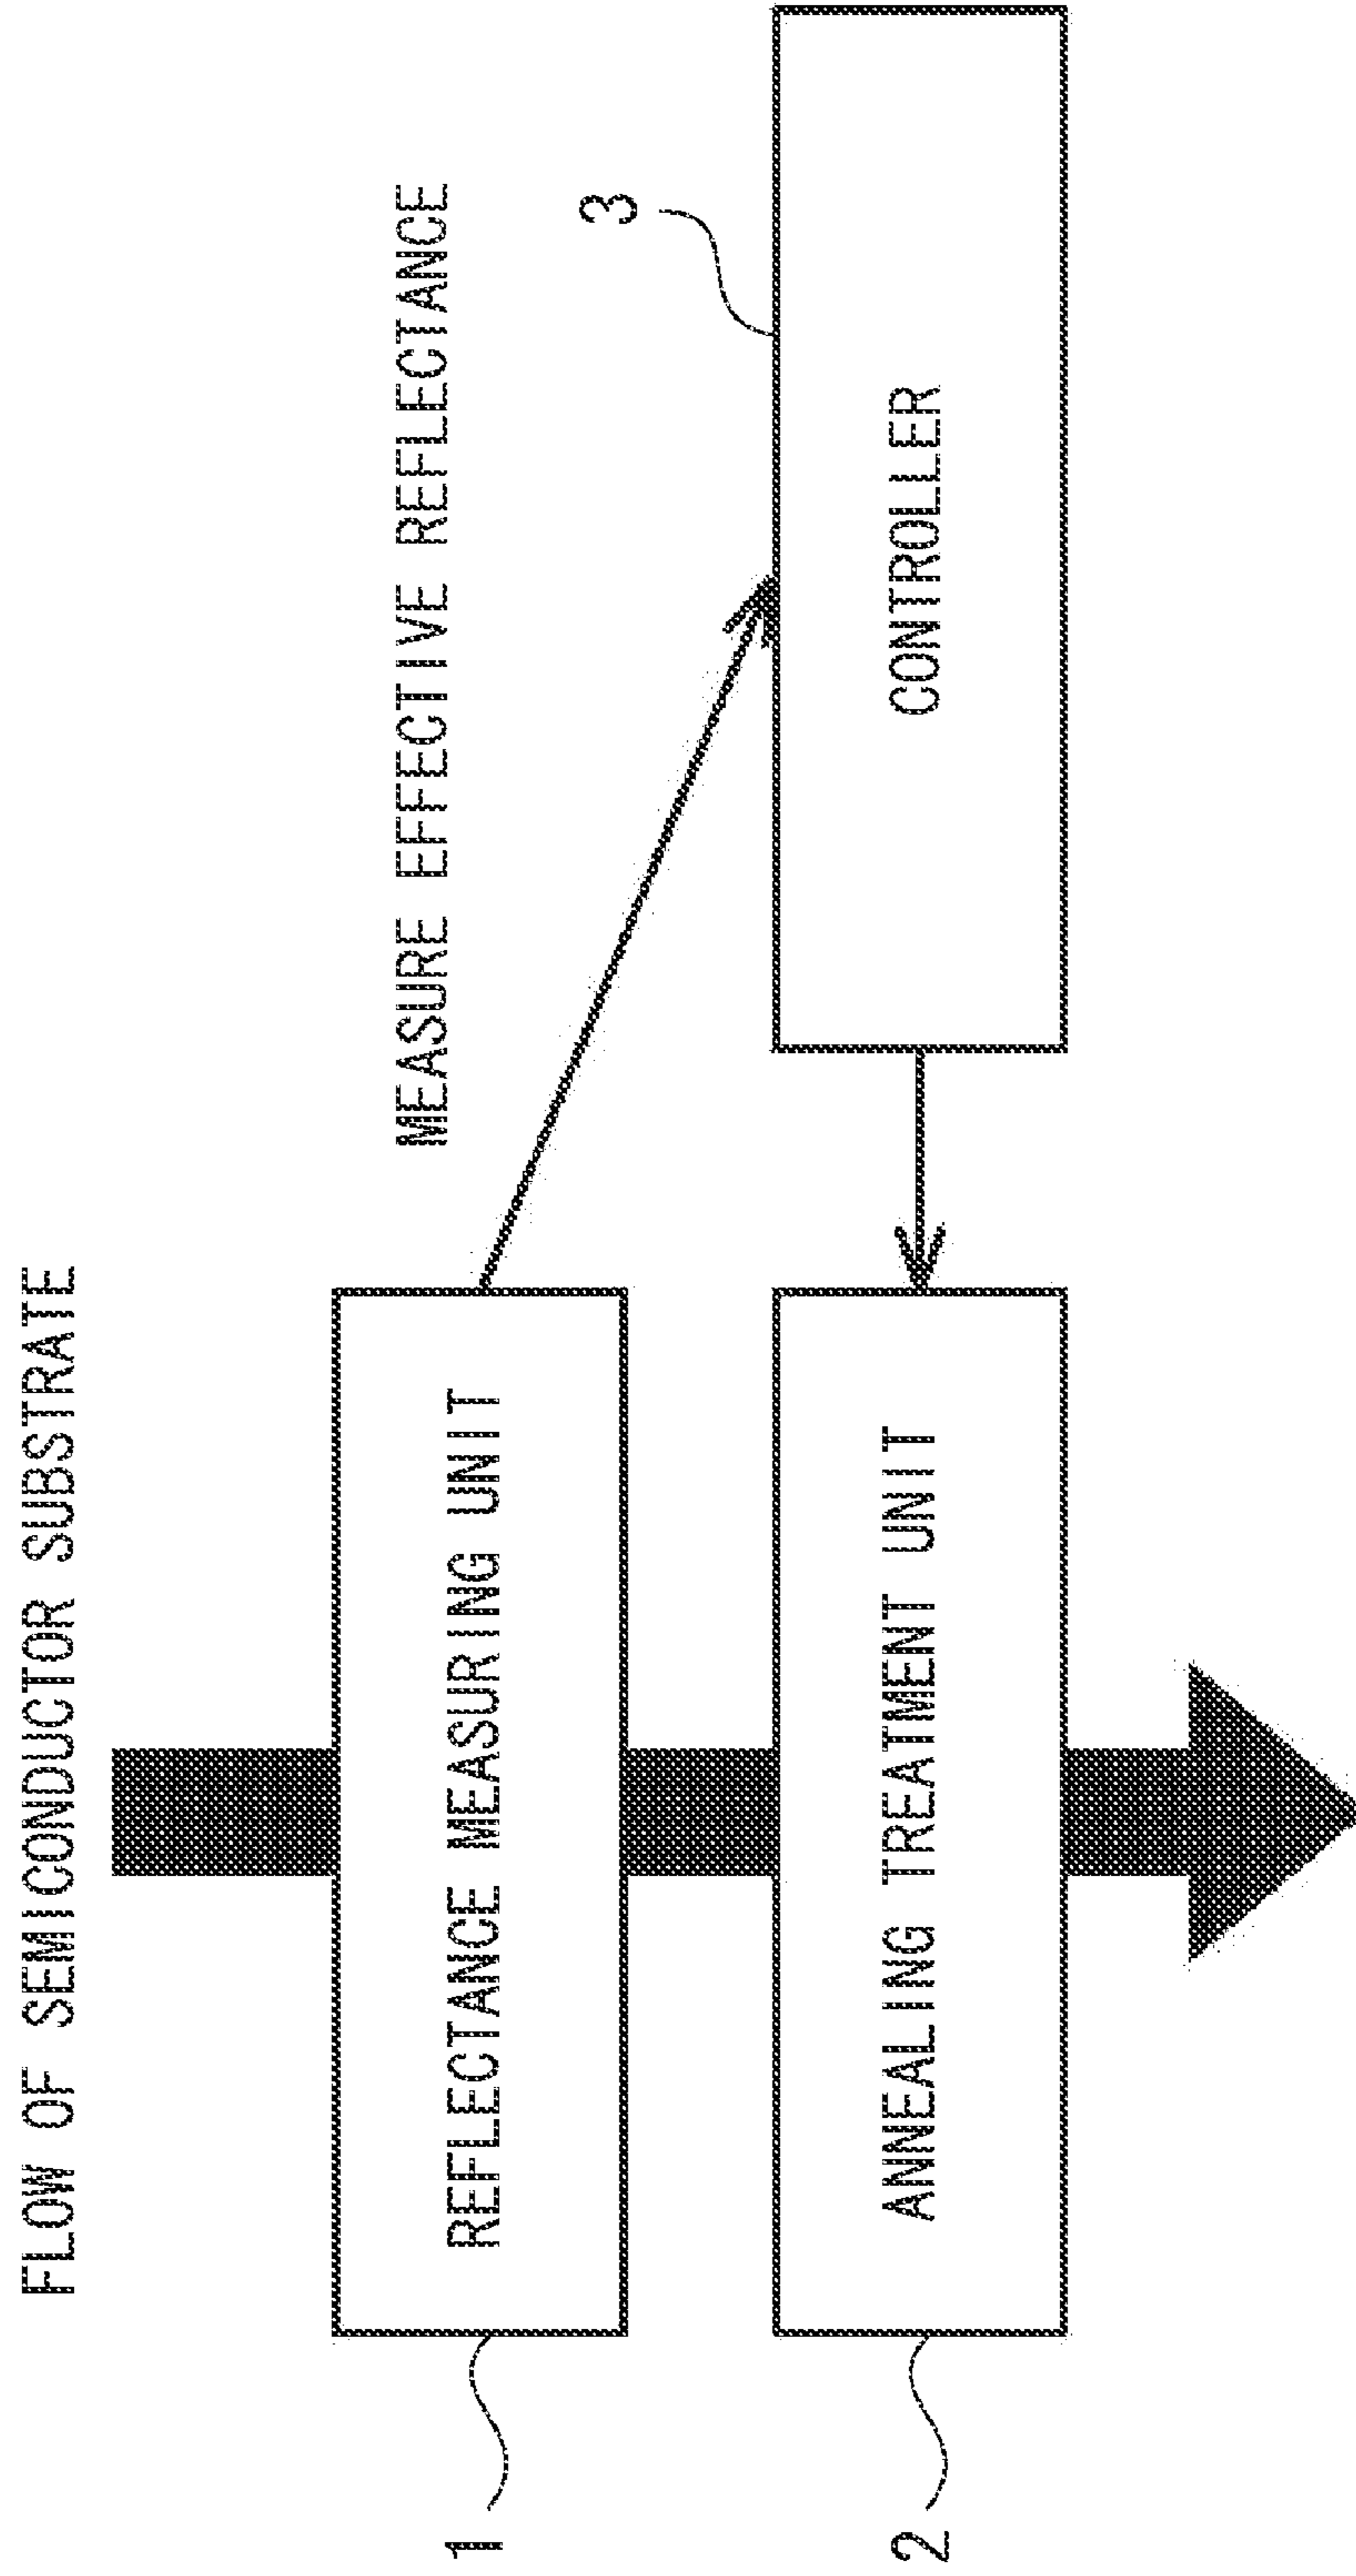 FLOW OF SEMICONDUCTOR SUBSTRATE
MEASURE EFFECTIVE REFLECTANCE
1
REFLECTANCE MEASURING UNIT
3
2
ANNEALING TREATMENT UNIT
CONTROLLER